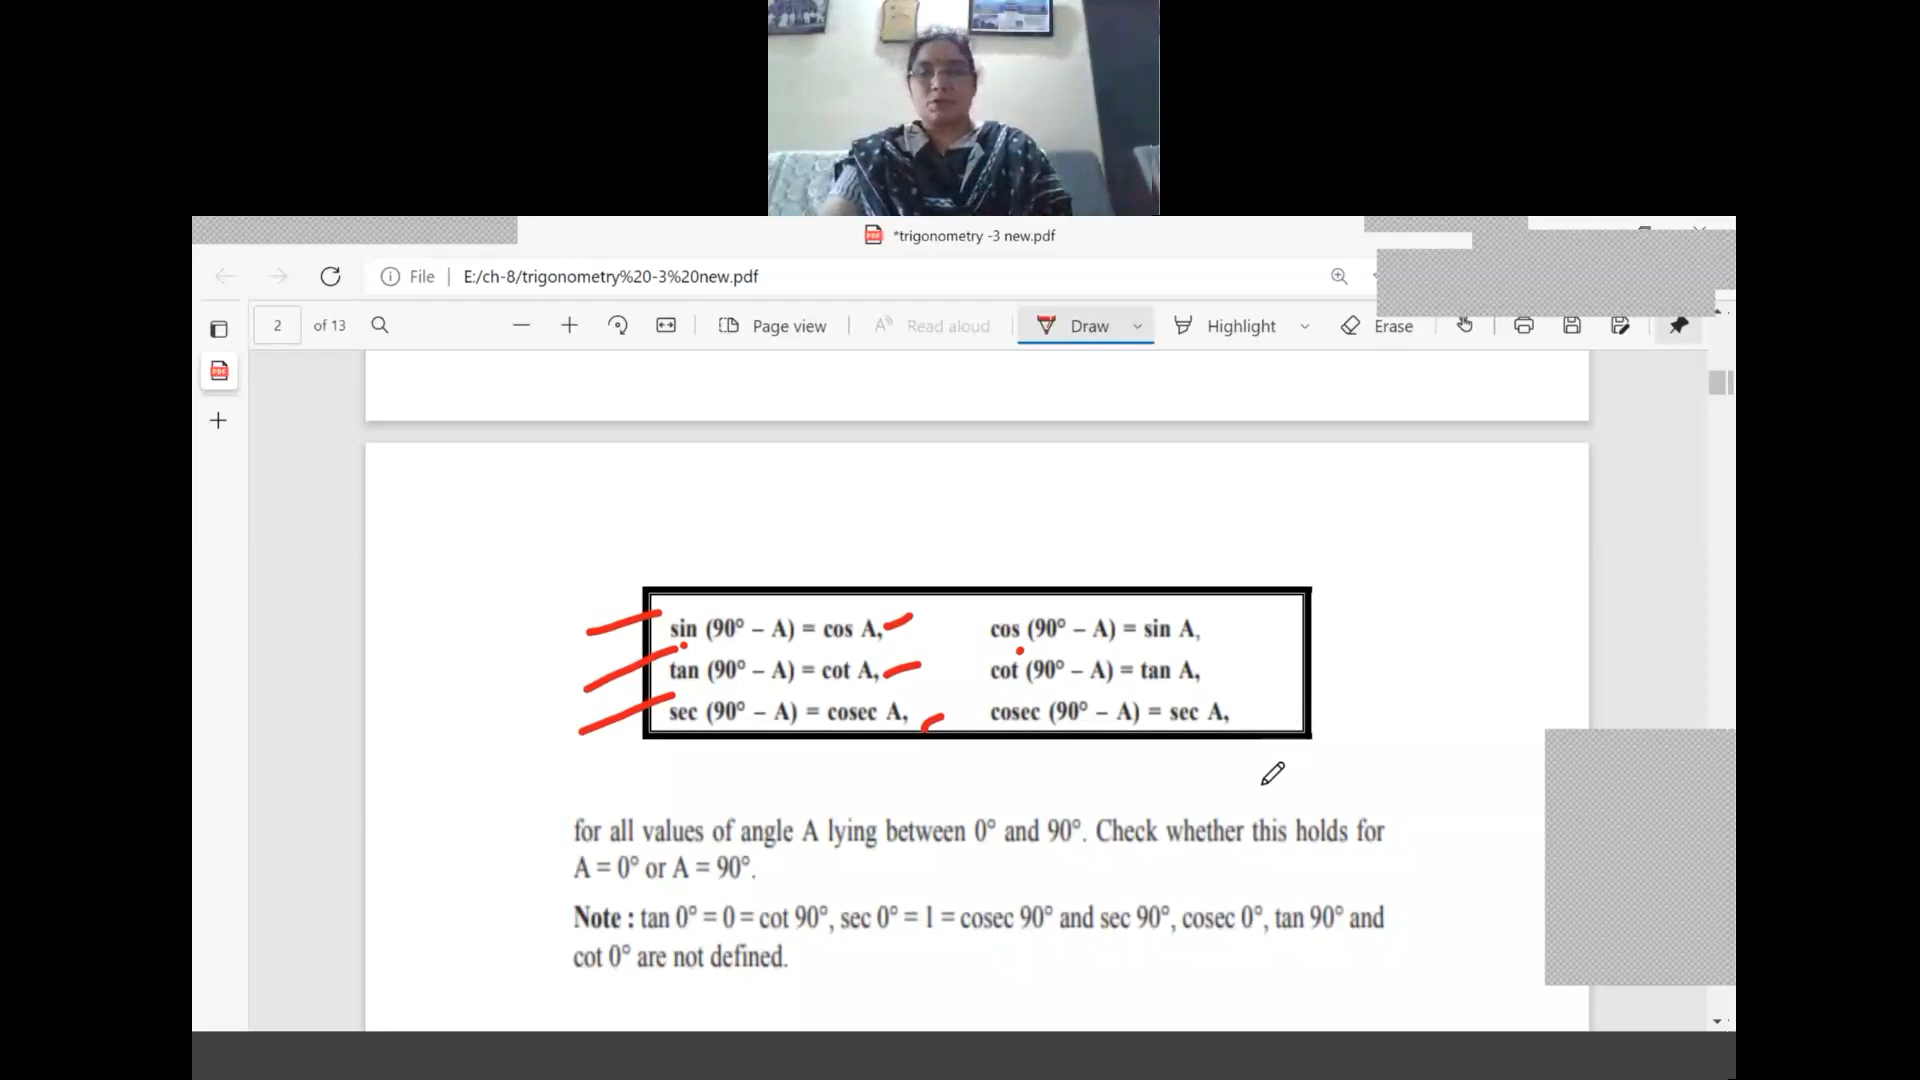 *trigonometry -3 new.pdf
File | E:/ch-8/trigonometry%20-3%20new.pdf
2 of 13 Page view Read aloud Draw Highlight Erase
sin (90° – A) = cos A, cos (90° – A) = sin A,
tan (90° – A) = cot A, cot (90° – A) = tan A,
sec (90° – A) = cosec A, cosec (90° – A) = sec A,
for all values of angle A lying between 0° and 90°. Check whether this holds for
A = 0° or A = 90°.
Note : tan 0° = 0 = cot 90°, sec 0° = 1 = cosec 90° and sec 90°, cosec 0°, tan 90° and
cot 0° are not defined.